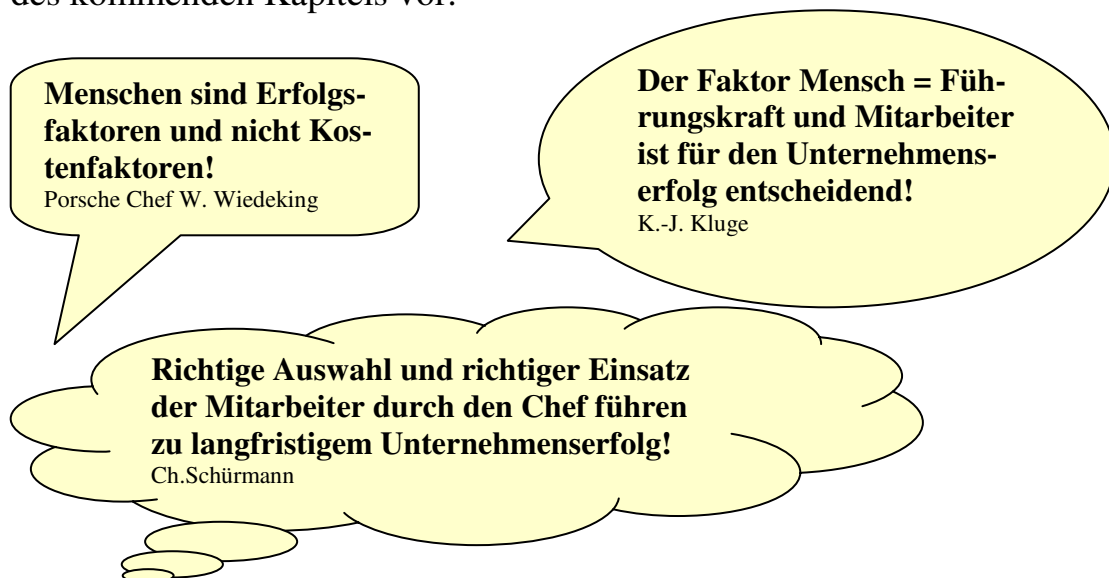 des kommenden Kapitels vor:
Menschen sind Erfolgs-
faktoren und nicht Kos-
tenfaktoren!
Porsche Chef W. Wiedeking
Der Faktor Mensch = Füh-
rungskraft und Mitarbeiter
ist für den Unternehmens-
erfolg entscheidend!
K.-J. Kluge
Richtige Auswahl und richtiger Einsatz
der Mitarbeiter durch den Chef führen
zu langfristigem Unternehmenserfolg!
Ch.Schürmann